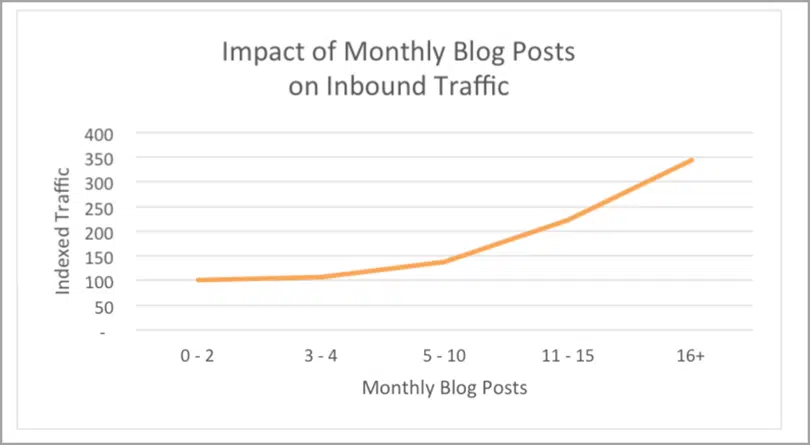 Impact of Monthly Blog Posts
on Inbound Traffic
Indexed Traffic
400
350
300
250
200
150
100
50
-
0 - 2
3 - 4
5 - 10
11 - 15
16+
Monthly Blog Posts